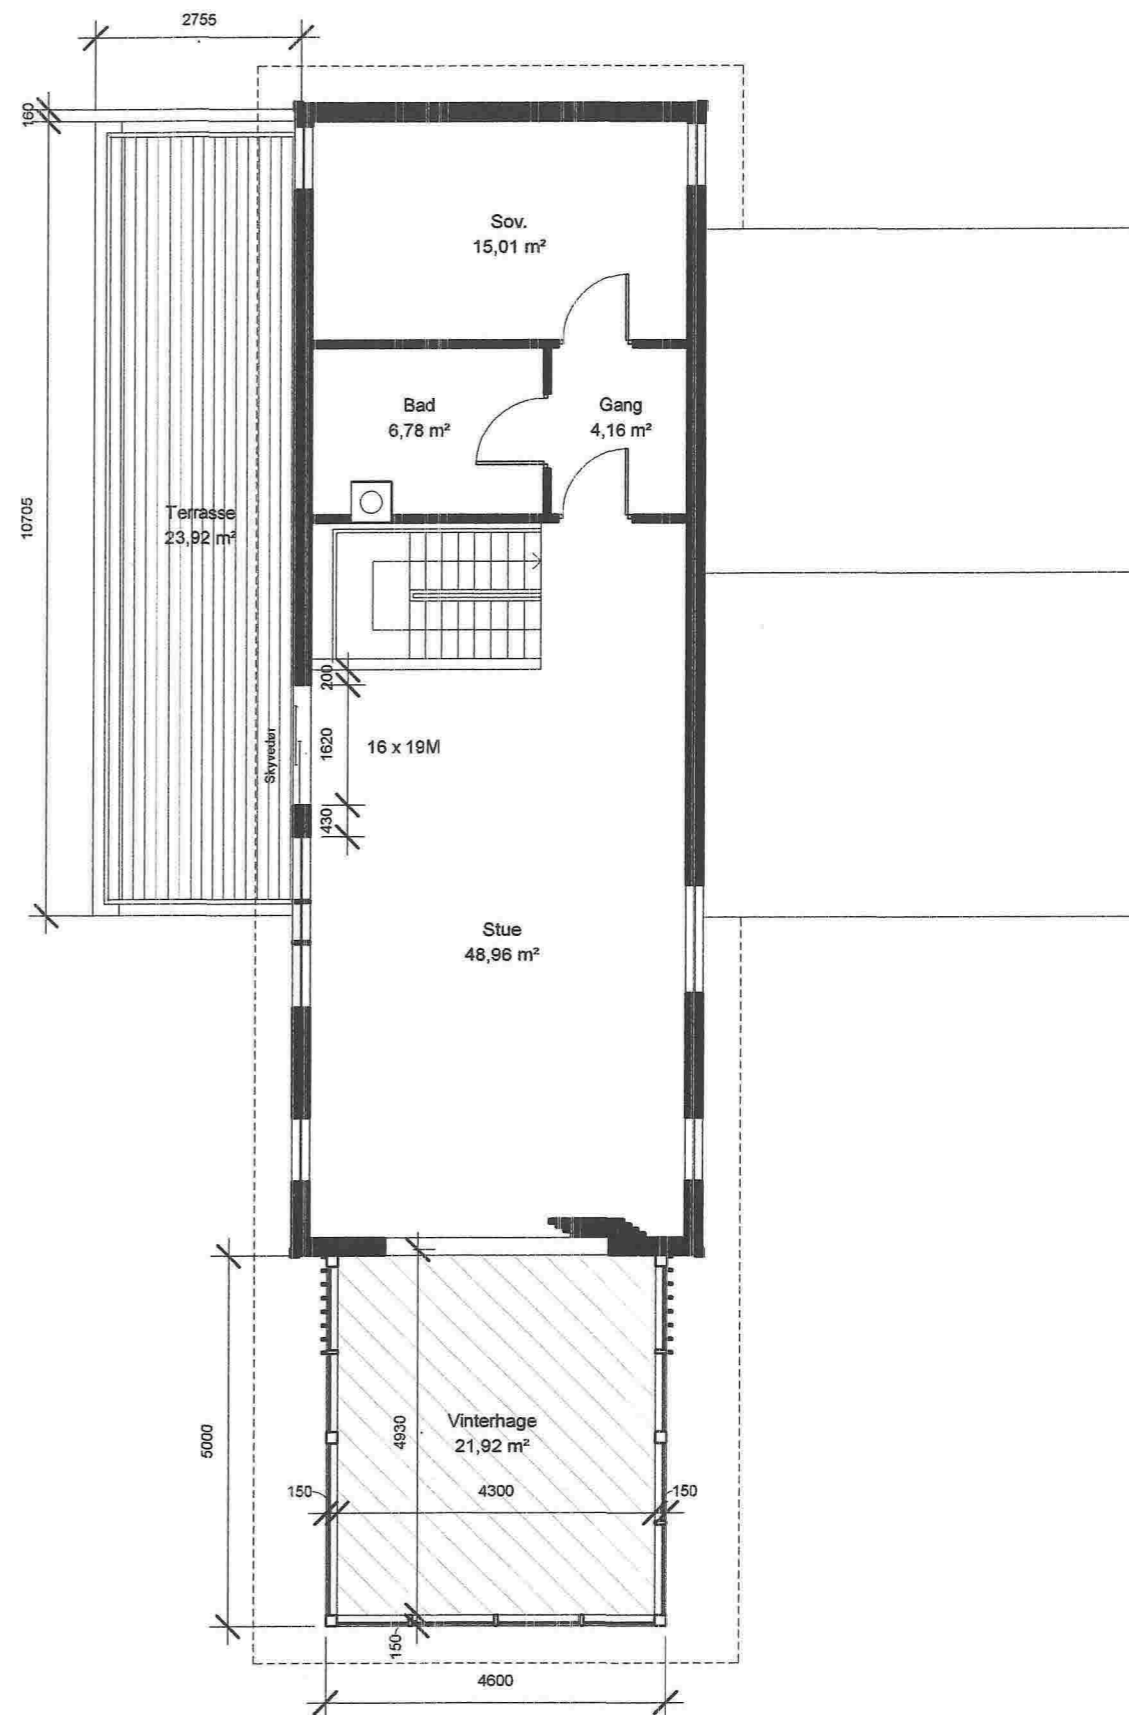 2755
160
Sov.
15,01 m²
Bad
6,78 m²
Gang
4,16 m²
10705
Terrasse
23,92 m²
200
1620
16 x 19M
Skyvedør
430
Stue
48,96 m²
5000
4930
Vinterhage
21,92 m²
150
4300
150
150
4600